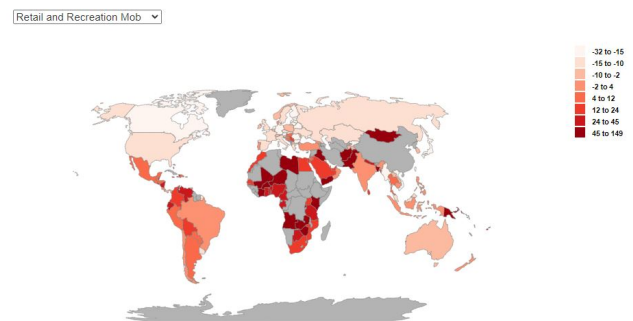 Retail and Recreation Mob
-32 to -15
-15 to -10
-10 to -2
-2 to 4
4 to 12
12 to 24
24 to 45
45 to 149